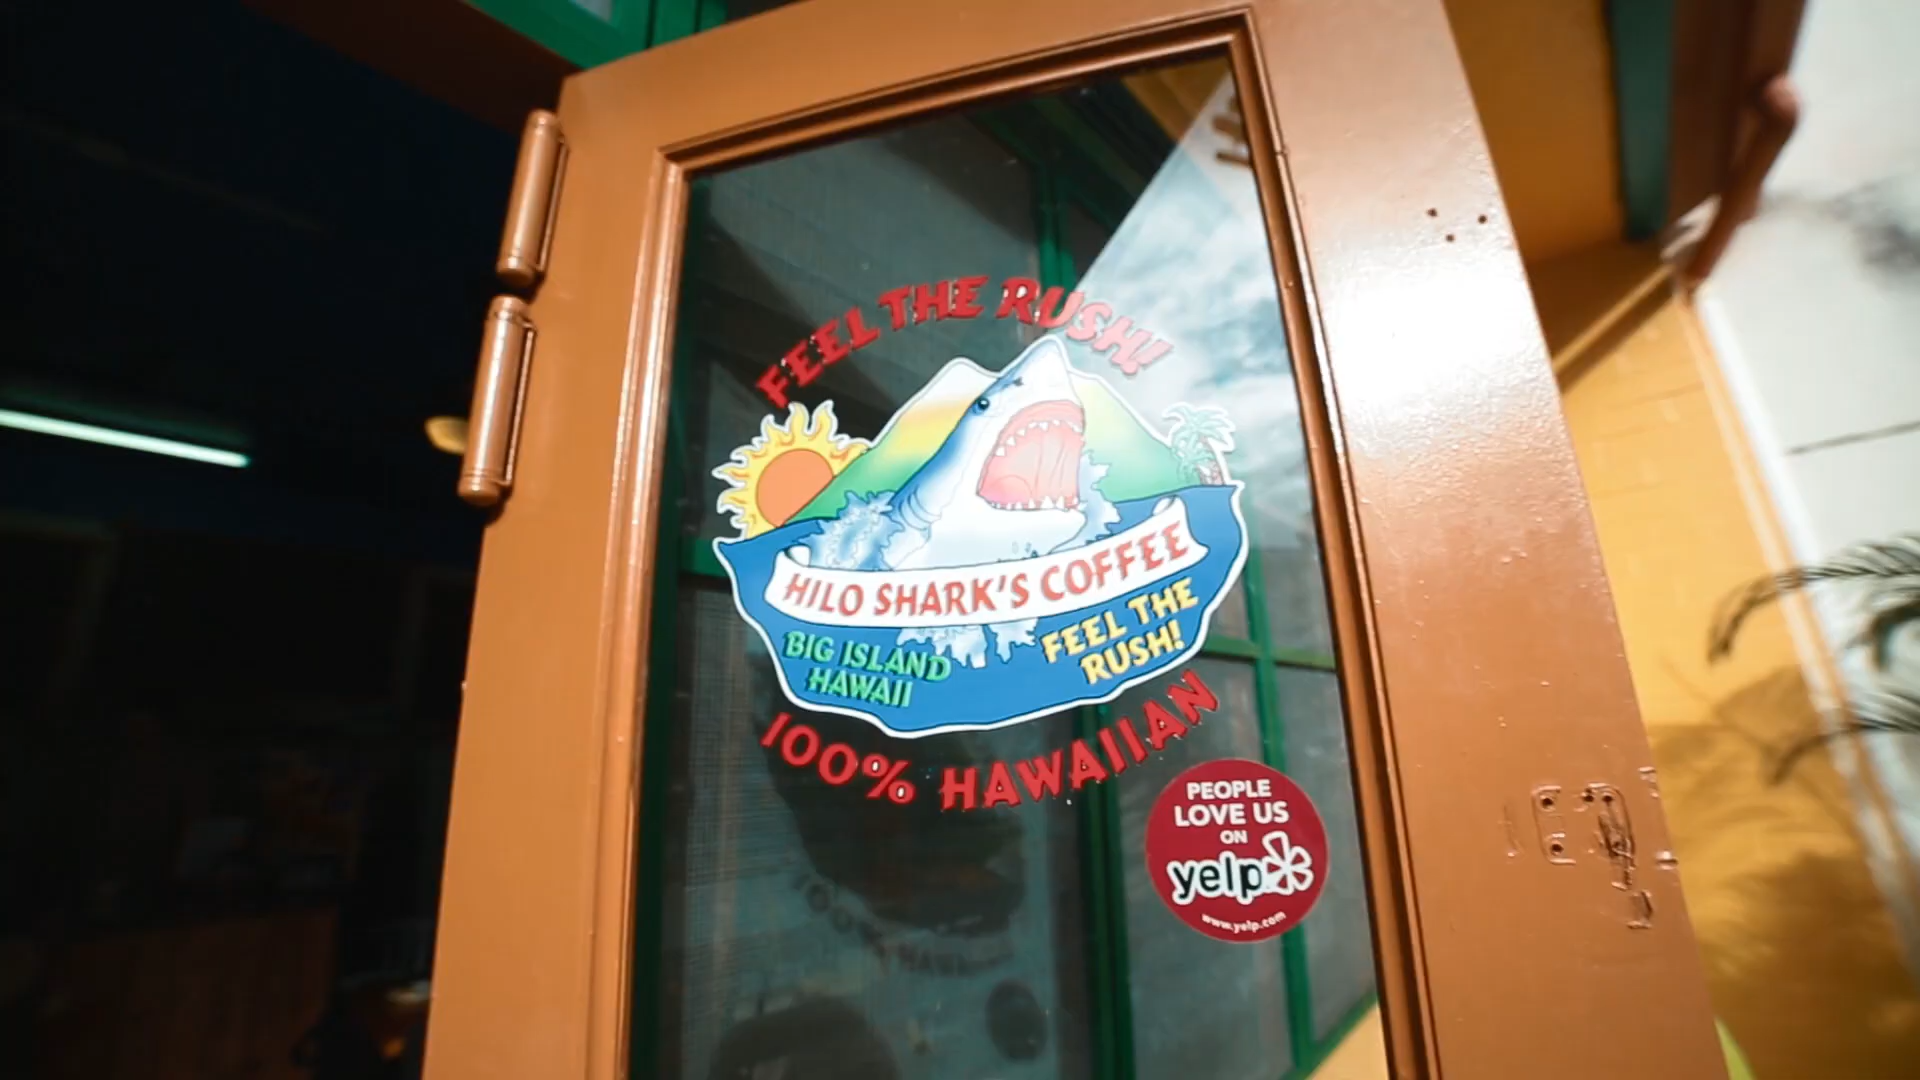 FEEL THE RUSH!
HILO SHARK'S COFFEE
BIG ISLAND
HAWAII
FEEL THE
RUSH!
100% HAWAIIAN
PEOPLE
LOVE US
ON
yelp
www.yelp.com